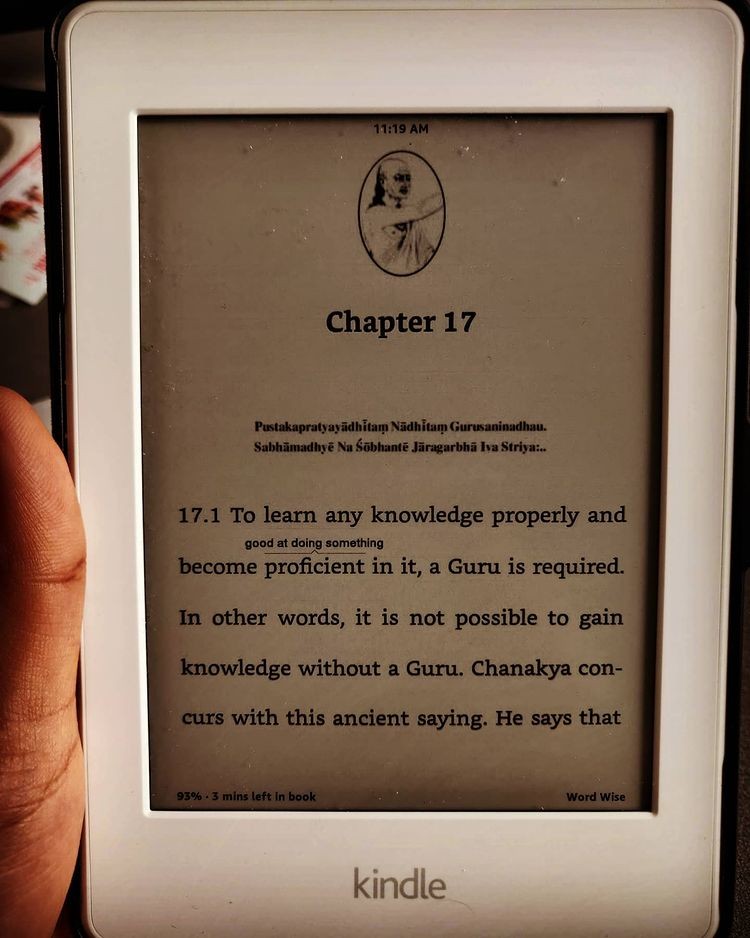 11:19 AM
Chapter 17
Pustakapratyayādhītaṃ Nādhītaṃ Gurusaninadhau.
Sabhāmadhyē Na Śōbhantē Jāragarbhā Iva Striya:..
17.1 To learn any knowledge properly and
good at doing something
become proficient in it, a Guru is required.
In other words, it is not possible to gain
knowledge without a Guru. Chanakya con-
curs with this ancient saying. He says that
93% · 3 mins left in book Word Wise
kindle